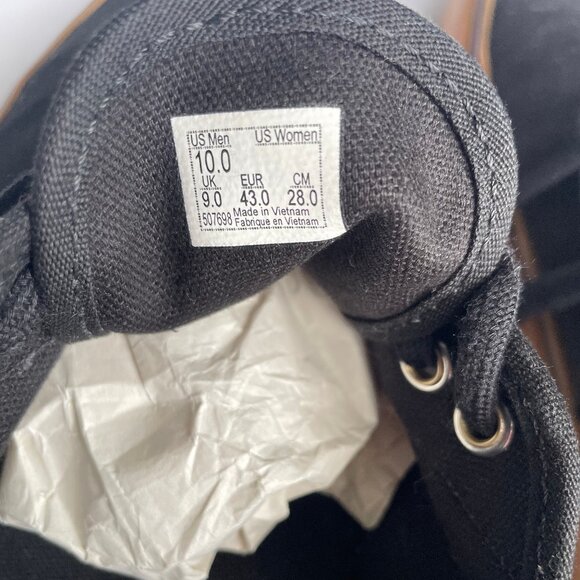 US Men US Women
10.0
UK EUR CM
9.0 43.0 28.0
507698 Made in Vietnam
Fabriqué en Vietnam